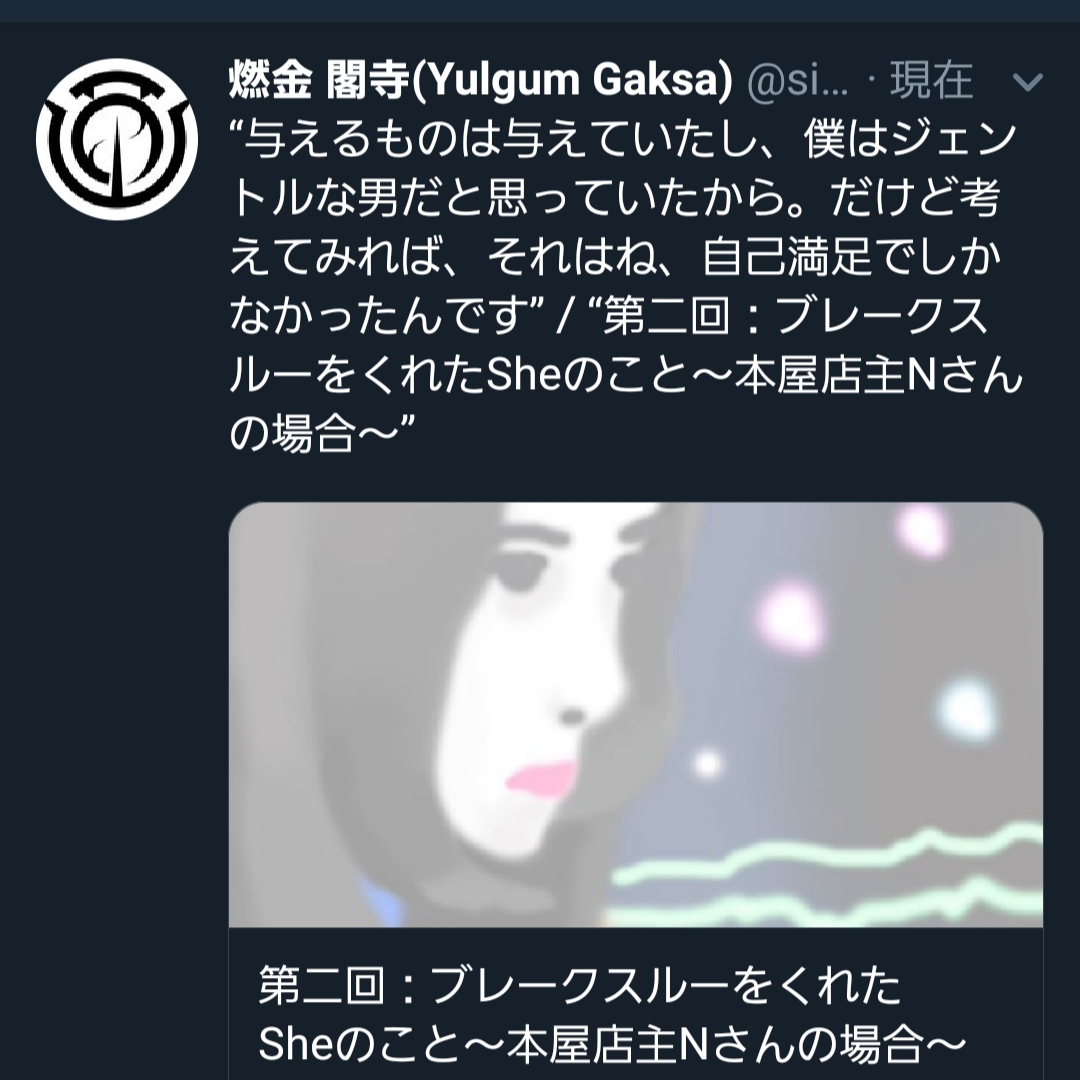 燃金 閣寺(Yulgum Gaksa) @si... · 現在
“与えるものは与えていたし、僕はジェン
トルな男だと思っていたから。だけど考
えてみれば、それはね、自己満足でしか
なかったんです” / “第二回：ブレークス
ルーをくれたSheのこと〜本屋店主Nさん
の場合〜”
第二回：ブレークスルーをくれた
Sheのこと〜本屋店主Nさんの場合〜